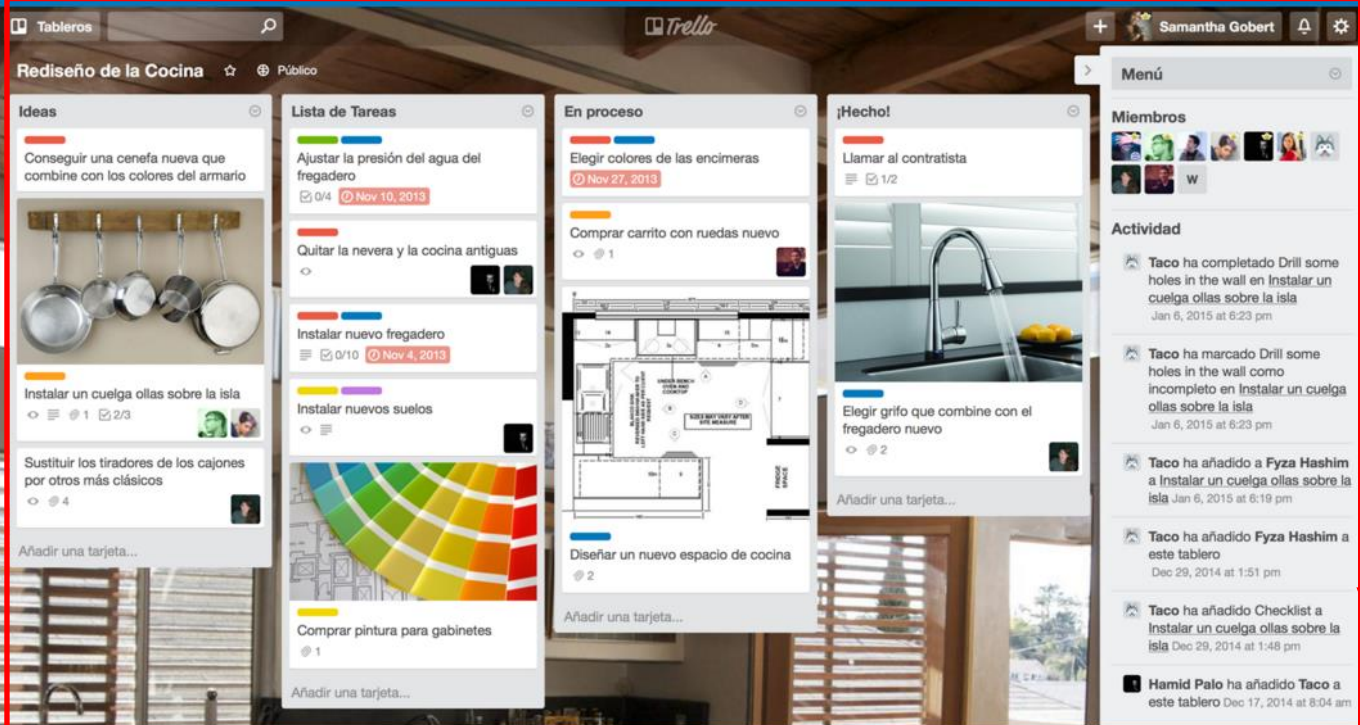 Tableros
Trello
Samantha Gobert
Rediseño de la Cocina
Público
Ideas
Conseguir una cenefa nueva que
combine con los colores del armario
Instalar un cuelga ollas sobre la isla
1 2/3
Sustituir los tiradores de los cajones
por otros más clásicos
4
Añadir una tarjeta...
Lista de Tareas
Ajustar la presión del agua del
fregadero
0/4 Nov 10, 2013
Quitar la nevera y la cocina antiguas
Instalar nuevo fregadero
0/10 Nov 4, 2013
Instalar nuevos suelos
Comprar pintura para gabinetes
1
Añadir una tarjeta...
En proceso
Elegir colores de las encimeras
Nov 27, 2013
Comprar carrito con ruedas nuevo
1
UNDER BENCH
OVEN AND
COOKTOP
SIZES MAY VARY AFTER
SITE MEASURE
FRIDGE
SPACE
Diseñar un nuevo espacio de cocina
2
Añadir una tarjeta...
¡Hecho!
Llamar al contratista
1/2
Elegir grifo que combine con el
fregadero nuevo
2
Añadir una tarjeta...
Menú
Miembros
W
Actividad
Taco ha completado Drill some
holes in the wall en Instalar un
cuelga ollas sobre la isla
Jan 6, 2015 at 6:23 pm
Taco ha marcado Drill some
holes in the wall como
incompleto en Instalar un cuelga
ollas sobre la isla
Jan 6, 2015 at 6:23 pm
Taco ha añadido a Fyza Hashim
a Instalar un cuelga ollas sobre la
isla Jan 6, 2015 at 6:19 pm
Taco ha añadido Fyza Hashim a
este tablero
Dec 29, 2014 at 1:51 pm
Taco ha añadido Checklist a
Instalar un cuelga ollas sobre la
isla Dec 29, 2014 at 1:48 pm
Hamid Palo ha añadido Taco a
este tablero Dec 17, 2014 at 8:04 am